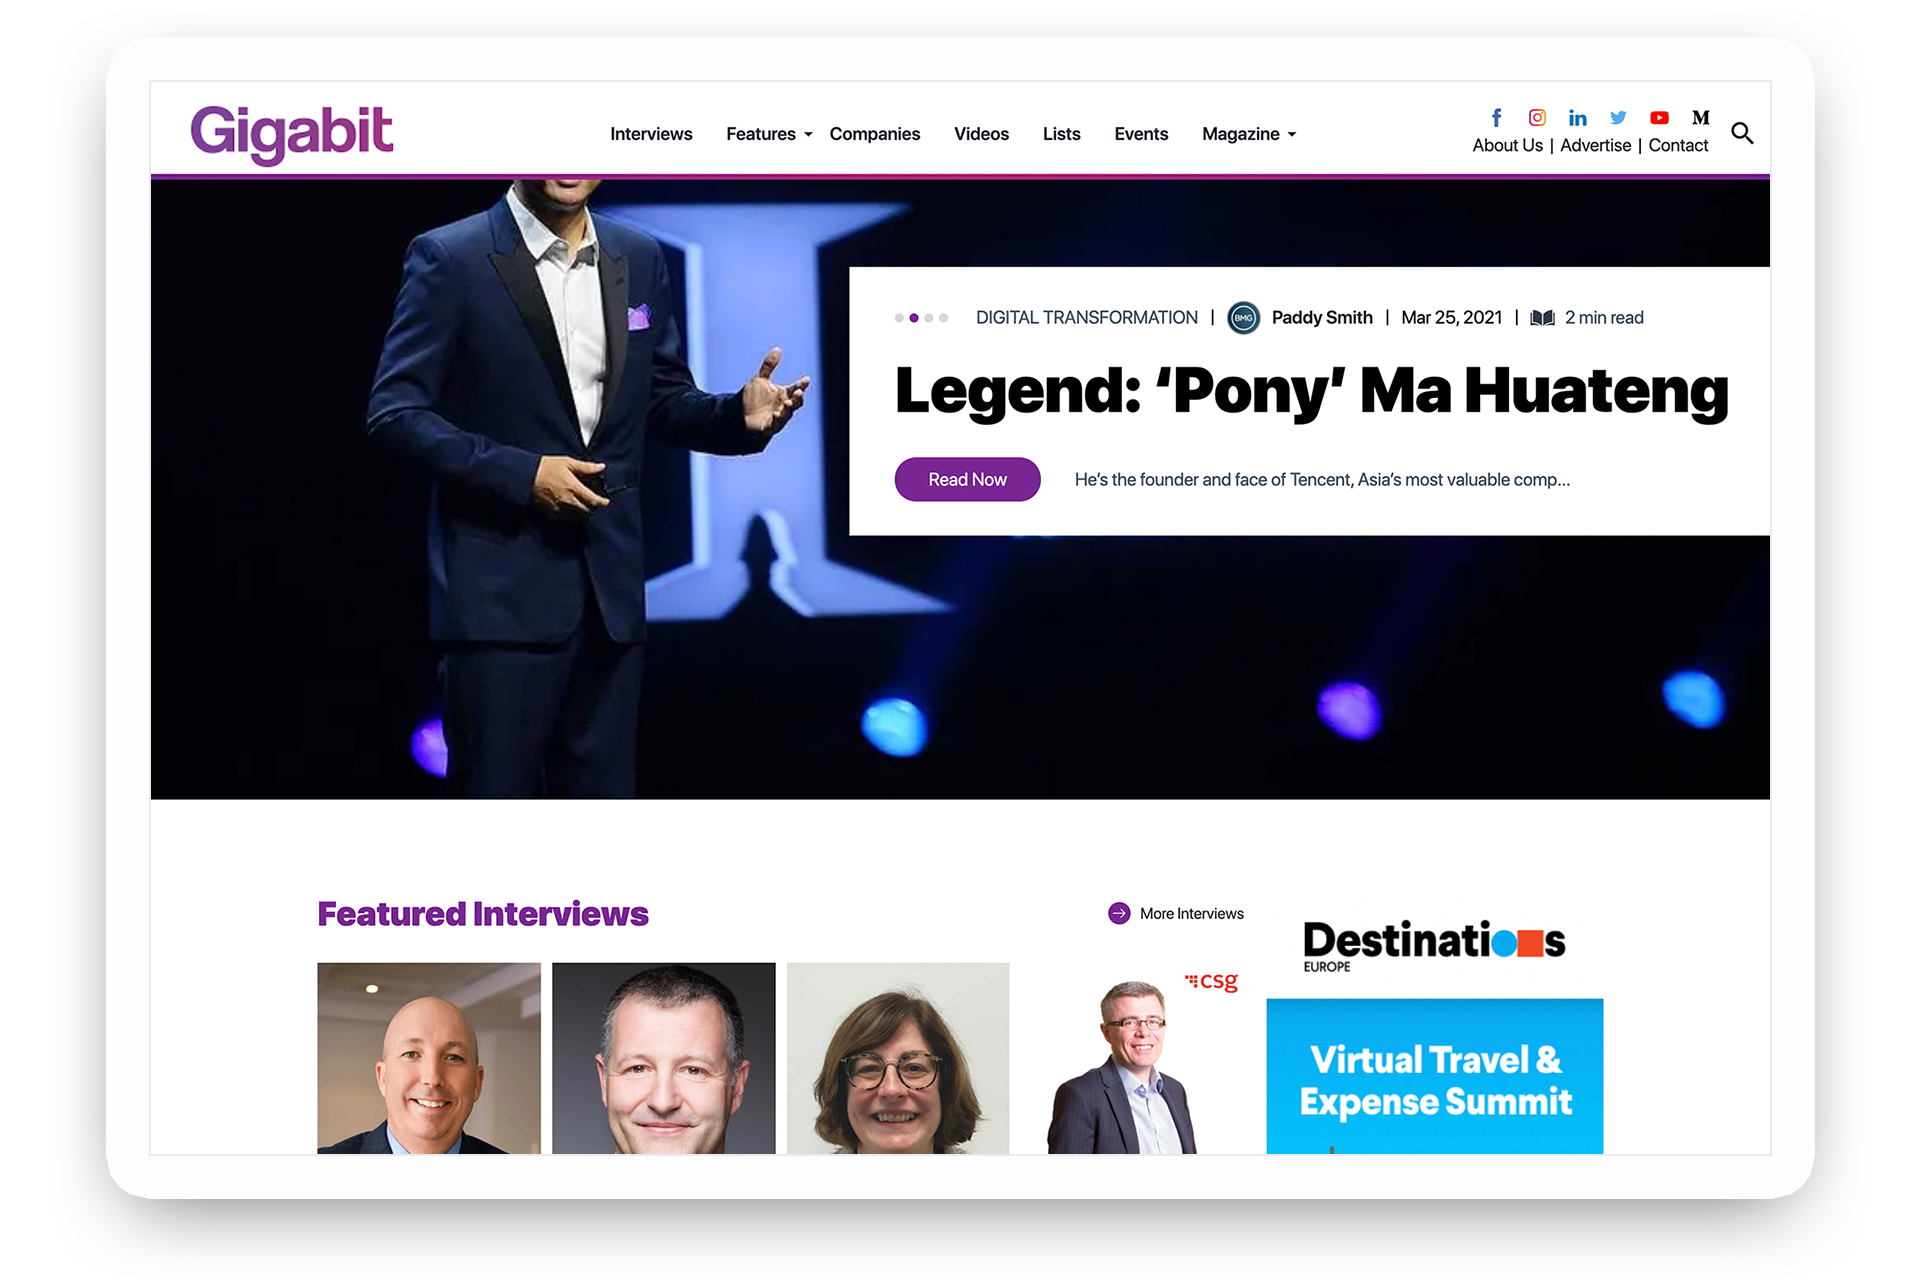 Gigabit
Interviews Features Companies Videos Lists Events Magazine
About Us | Advertise | Contact
DIGITAL TRANSFORMATION | BMG Paddy Smith | Mar 25, 2021 | 2 min read
Legend: ‘Pony’ Ma Huateng
Read Now He’s the founder and face of Tencent, Asia’s most valuable comp...
Featured Interviews
More Interviews
csg
Destinations
EUROPE
Virtual Travel &
Expense Summit